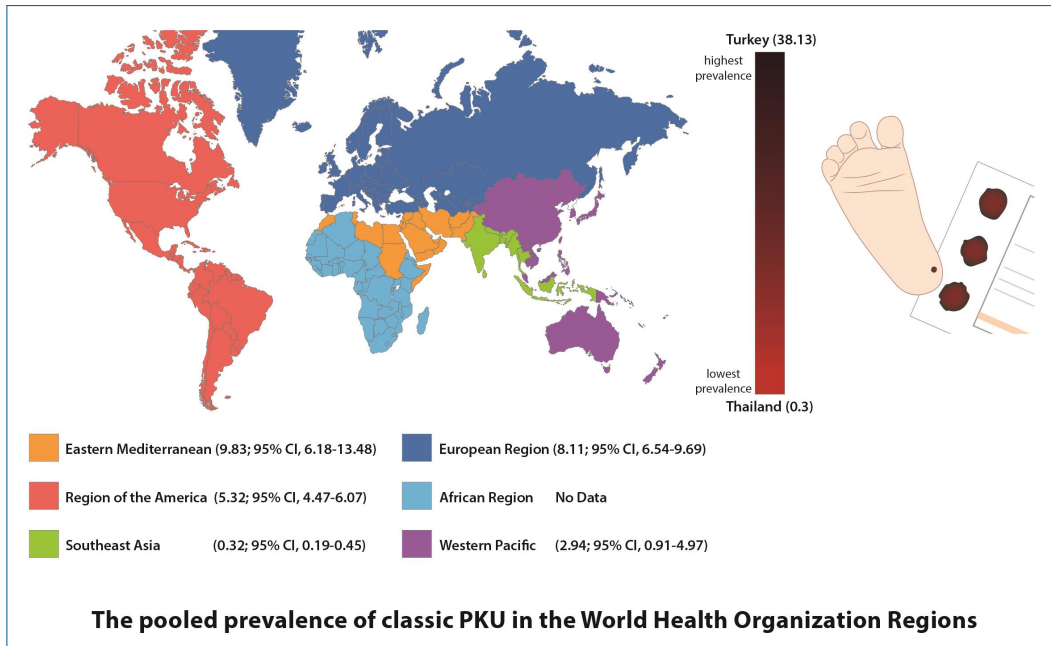 Turkey (38.13)
highest
prevalence
lowest
prevalence
Thailand (0.3)
Eastern Mediterranean (9.83; 95% CI, 6.18-13.48)
European Region (8.11; 95% CI, 6.54-9.69)
Region of the America (5.32; 95% CI, 4.47-6.07)
African Region No Data
Southeast Asia (0.32; 95% CI, 0.19-0.45)
Western Pacific (2.94; 95% CI, 0.91-4.97)
The pooled prevalence of classic PKU in the World Health Organization Regions